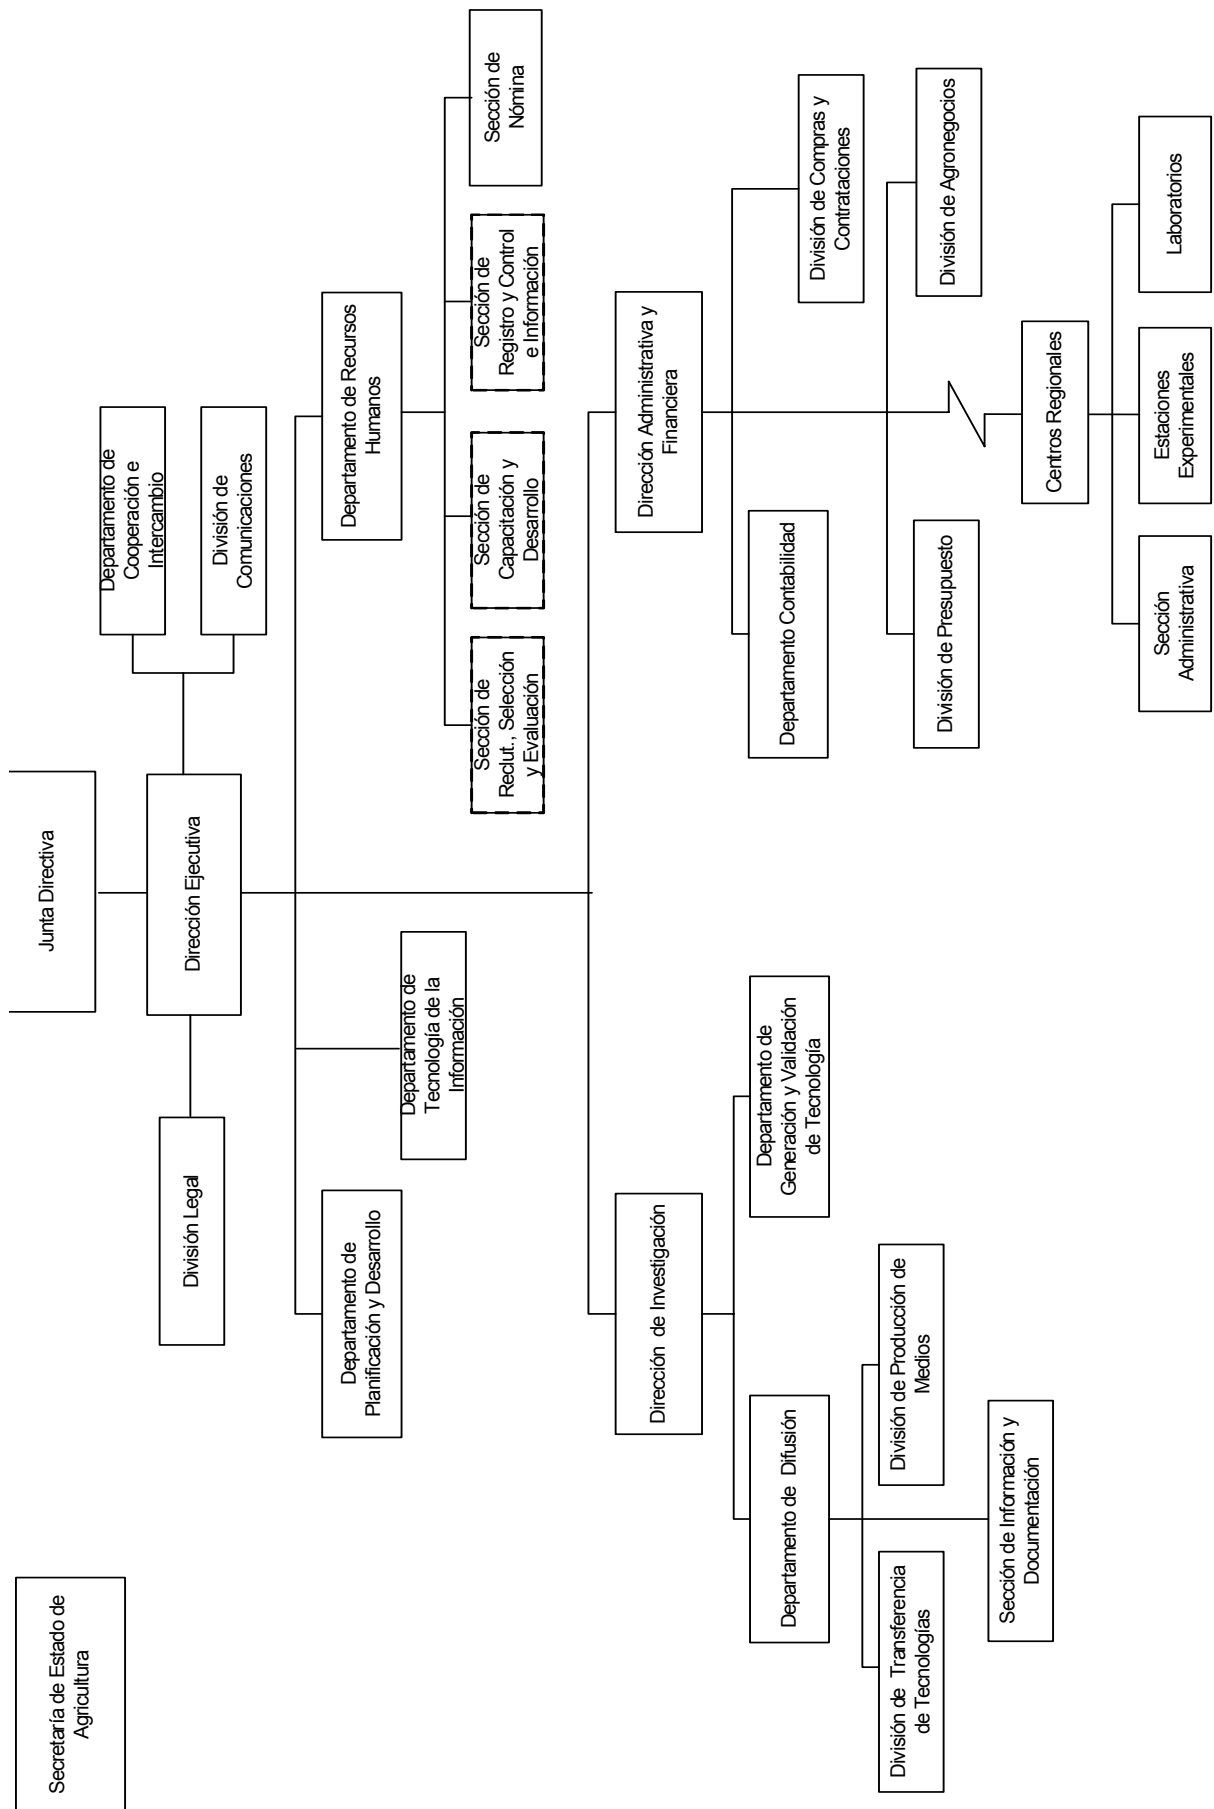 Secretaría de Estado de
Agricultura
Junta Directiva
Dirección Ejecutiva
División Legal
Departamento de
Cooperación e
Intercambio
División de
Comunicaciones
Departamento de
Planificación y Desarrollo
Departamento de
Tecnología de la
Información
Departamento de Recursos
Humanos
Sección de
Reclut., Selección
y Evaluación
Sección de
Capacitación y
Desarrollo
Sección de
Registro y Control
e Información
Sección de
Nómina
Dirección de Investigación
Dirección Administrativa y
Financiera
Departamento de Difusión
Departamento de
Generación y Validación
de Tecnología
Departamento Contabilidad
División de Compras y
Contrataciones
División de Transferencia
de Tecnologías
División de Producción de
Medios
División de Presupuesto
División de Agronegocios
Sección de Información y
Documentación
Centros Regionales
Sección
Administrativa
Estaciones
Experimentales
Laboratorios